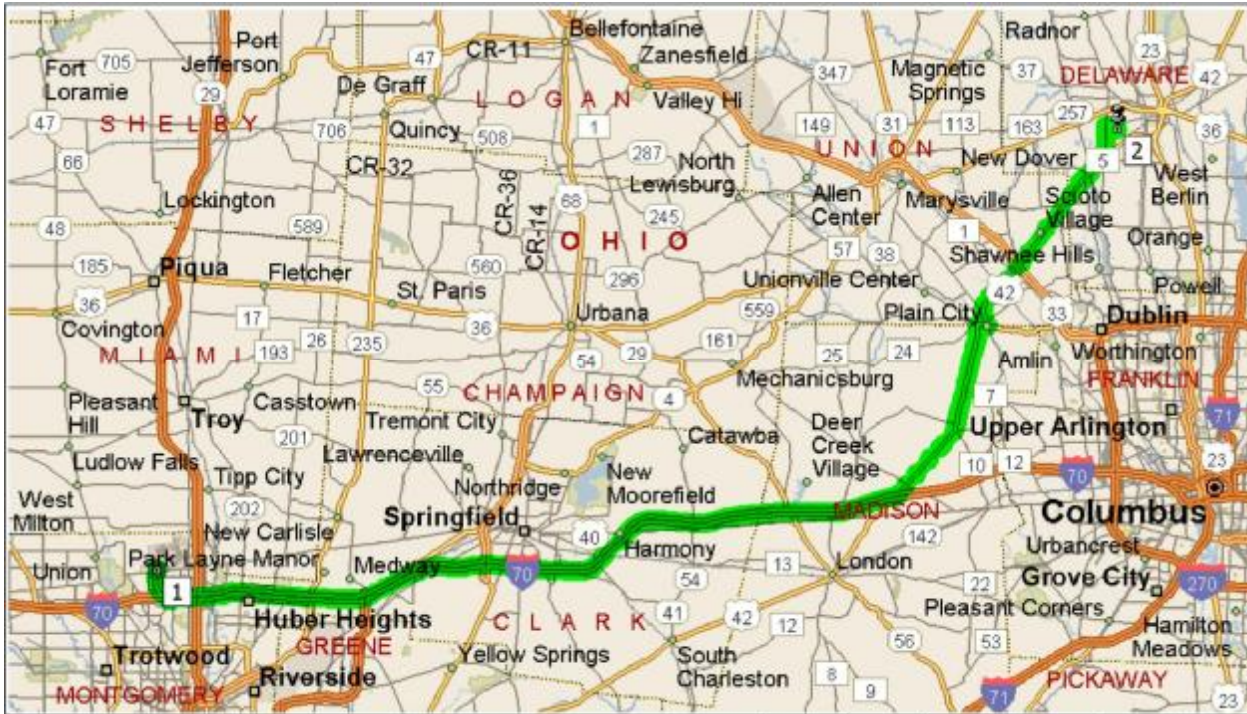 Bellefontaine
Radnor
Port
Jefferson
47
CR-11
Zanesfield
347
Magnetic
Springs
37
DELAWARE
23
42
705
Fort
Loramie
29
De Graff
LOGAN
Valley Hi
257
3
47
SHELBY
706
Quincy
508
1
149
31
113
163
36
66
CR-32
287
UNION
New Dover
5
2
West
Berlin
North
Lewisburg
Allen
Center
Marysville
Scioto
Village
Lockington
CR-36
68
48
589
CR-14
OHIO
245
57
38
1
Shawnee Hills
Orange
185
Piqua
Fletcher
560
296
Unionville Center
42
Powell
36
St. Paris
36
Urbana
559
Plain City
33
Dublin
Covington
17
26
235
MIAMI
193
54
29
161
25
24
Amlin
Worthington
FRANKLIN
Mechanicsburg
Pleasant
Hill
Casstown
55
CHAMPAIGN
4
7
71
Troy
Tremont City
Deer
Creek
Village
Upper Arlington
201
Lawrenceville
Catawba
Ludlow Falls
Tipp City
Northridge
New
Moorefield
10
12
70
23
West
Milton
202
New Carlisle
Springfield
MADISON
Columbus
Park Layne Manor
Medway
40
Harmony
142
Urbancrest
Union
1
70
70
13
London
22
Grove City
270
Huber Heights
54
GREENE
CLARK
41
42
12
Pleasant Corners
56
53
Hamilton
Meadows
Trotwood
Yellow Springs
South
Charleston
8
9
Riverside
MONTGOMERY
71
PICKAWAY
23